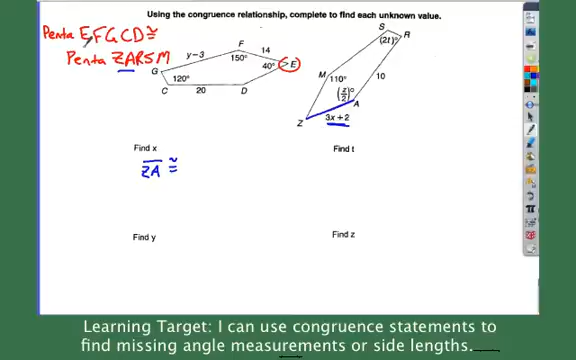 Using the congruence relationship, complete to find each unknown value.
Penta EFGCD ≅
Penta ZARSM
F
14
y−3
150°
40°
E
G
120°
C
20
D
S
R
(2t)°
M
110°
10
(z/2)°
A
3x + 2
Z
Find x
Find t
ZA ≅
Find y
Find z
Learning Target: I can use congruence statements to
find missing angle measurements or side lengths.